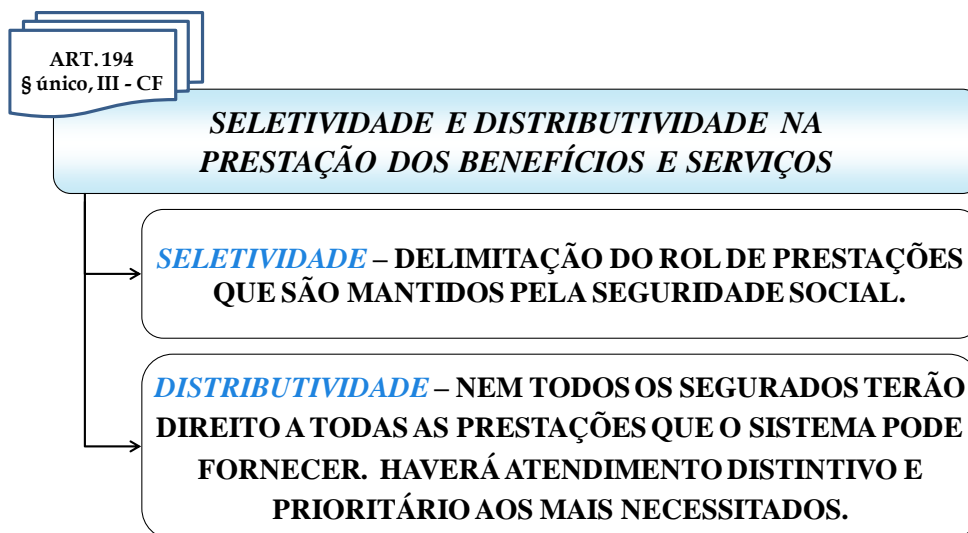 ART. 194
§ único, III - CF
SELETIVIDADE E DISTRIBUTIVIDADE NA
PRESTAÇÃO DOS BENEFÍCIOS E SERVIÇOS
SELETIVIDADE – DELIMITAÇÃO DO ROL DE PRESTAÇÕES
QUE SÃO MANTIDOS PELA SEGURIDADE SOCIAL.
DISTRIBUTIVIDADE – NEM TODOS OS SEGURADOS TERÃO
DIREITO A TODAS AS PRESTAÇÕES QUE O SISTEMA PODE
FORNECER. HAVERÁ ATENDIMENTO DISTINTIVO E
PRIORITÁRIO AOS MAIS NECESSITADOS.